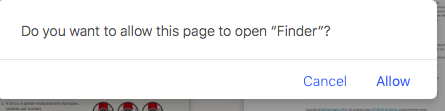 Do you want to allow this page to open “Finder”?
Cancel Allow